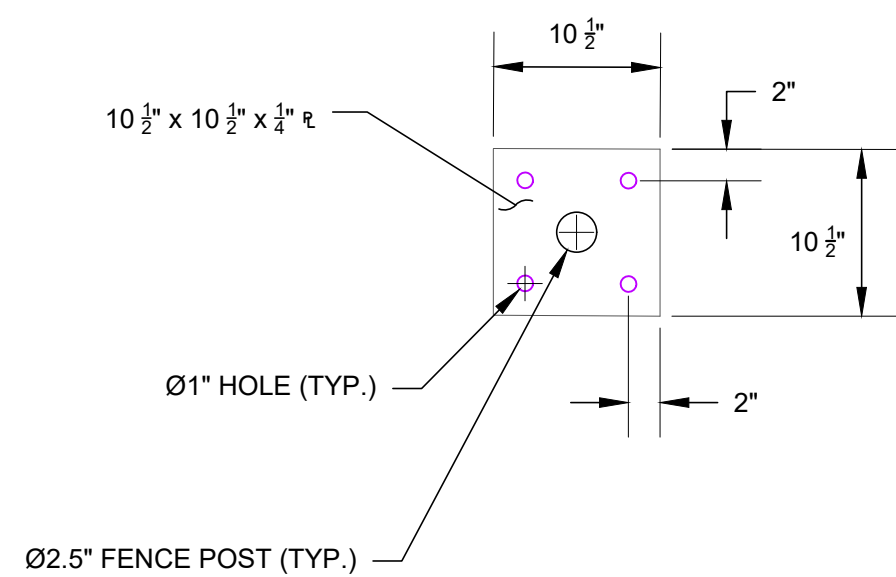 10 1/2"
2"
10 1/2" x 10 1/2" x 1/4" ⅊
10 1/2"
Ø1" HOLE (TYP.)
2"
Ø2.5" FENCE POST (TYP.)